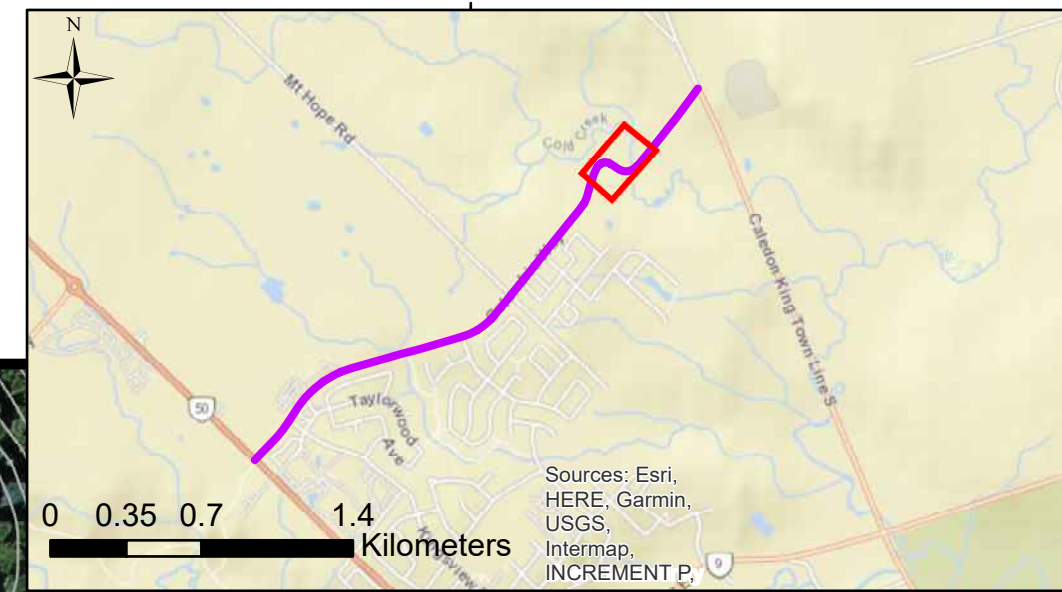 N
Mt Hope Rd
Cold Creek
Caledon King Town Line S
50
Taylorwood
Ave
Sources: Esri,
HERE, Garmin,
USGS,
Intermap,
INCREMENT P,
0 0.35 0.7 1.4
Kilometers
9